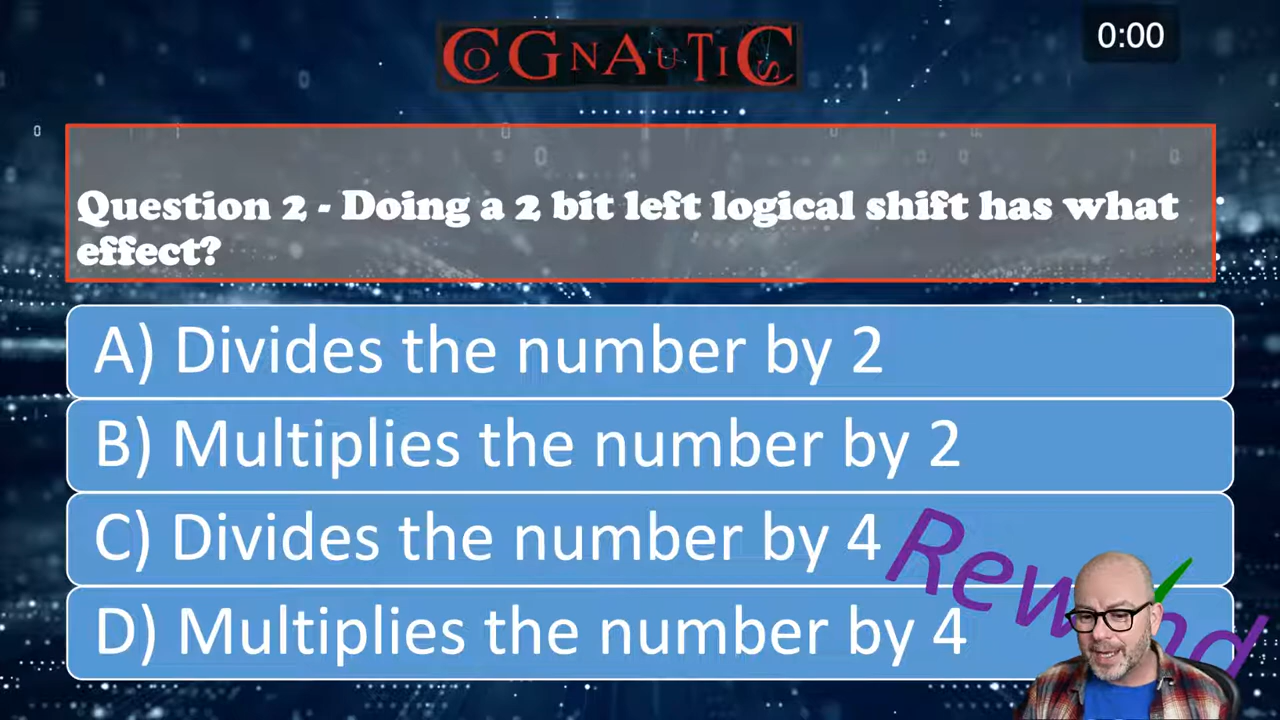 COGNAUTICS
0:00
Question 2 - Doing a 2 bit left logical shift has what
effect?
A) Divides the number by 2
B) Multiplies the number by 2
C) Divides the number by 4
D) Multiplies the number by 4
Rewind